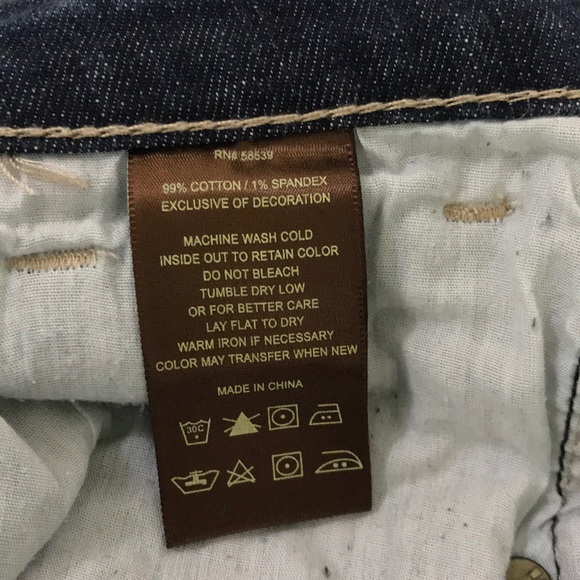 RN# 58539
99% COTTON / 1% SPANDEX
EXCLUSIVE OF DECORATION
MACHINE WASH COLD
INSIDE OUT TO RETAIN COLOR
DO NOT BLEACH
TUMBLE DRY LOW
OR FOR BETTER CARE
LAY FLAT TO DRY
WARM IRON IF NECESSARY
COLOR MAY TRANSFER WHEN NEW
MADE IN CHINA
30C